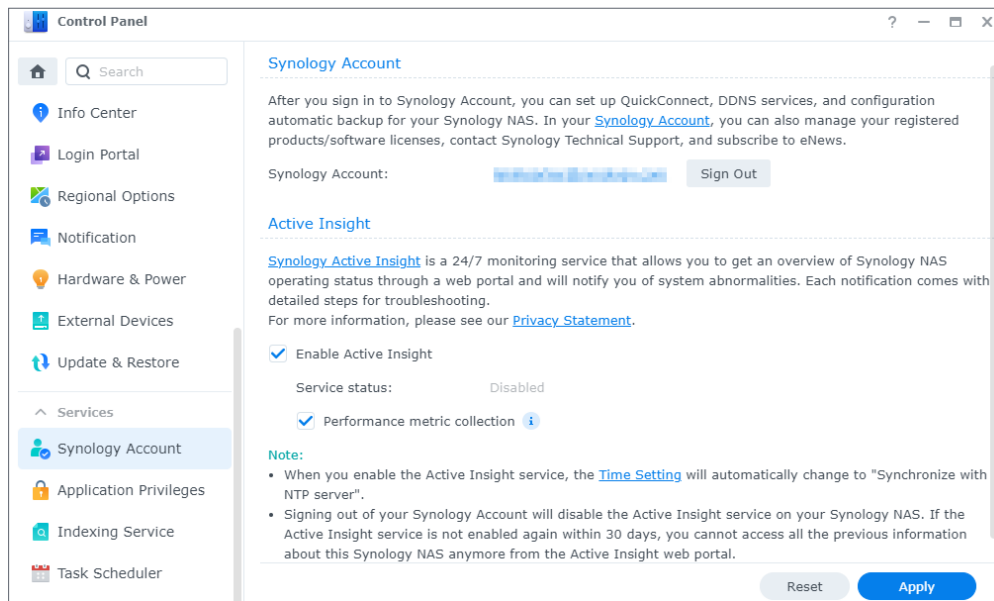 Control Panel
Search
Info Center
Login Portal
Regional Options
Notification
Hardware & Power
External Devices
Update & Restore
Services
Synology Account
Application Privileges
Indexing Service
Task Scheduler
Synology Account
After you sign in to Synology Account, you can set up QuickConnect, DDNS services, and configuration
automatic backup for your Synology NAS. In your Synology Account, you can also manage your registered
products/software licenses, contact Synology Technical Support, and subscribe to eNews.
Synology Account:
Sign Out
Active Insight
Synology Active Insight is a 24/7 monitoring service that allows you to get an overview of Synology NAS
operating status through a web portal and will notify you of system abnormalities. Each notification comes with
detailed steps for troubleshooting.
For more information, please see our Privacy Statement.
Enable Active Insight
Service status: Disabled
Performance metric collection
Note:
• When you enable the Active Insight service, the Time Setting will automatically change to "Synchronize with
NTP server".
• Signing out of your Synology Account will disable the Active Insight service on your Synology NAS. If the
Active Insight service is not enabled again within 30 days, you cannot access all the previous information
about this Synology NAS anymore from the Active Insight web portal.
Reset
Apply